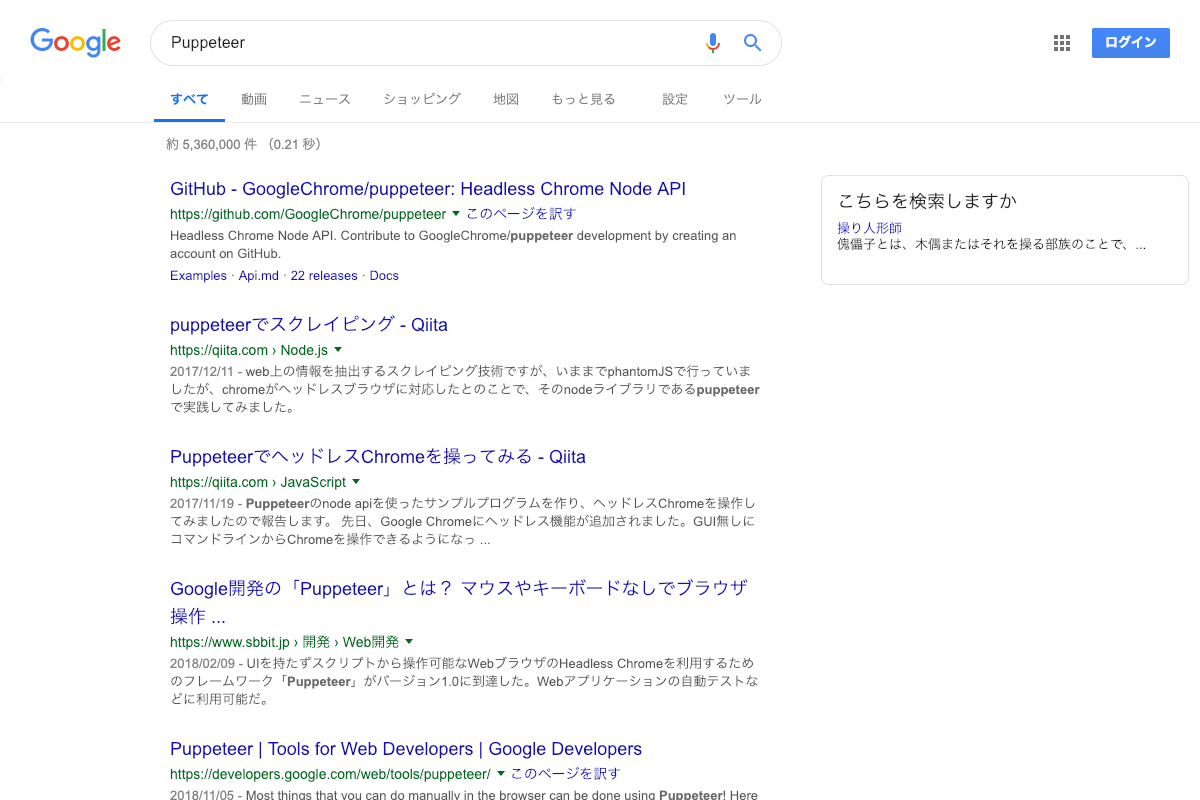 Google
Puppeteer
ログイン
すべて 動画 ニュース ショッピング 地図 もっと見る 設定 ツール
約 5,360,000 件 （0.21 秒）
GitHub - GoogleChrome/puppeteer: Headless Chrome Node API
https://github.com/GoogleChrome/puppeteer ▼ このページを訳す
Headless Chrome Node API. Contribute to GoogleChrome/puppeteer development by creating an
account on GitHub.
Examples · Api.md · 22 releases · Docs
puppeteerでスクレイピング - Qiita
https://qiita.com › Node.js ▼
2017/12/11 - web上の情報を抽出するスクレイピング技術ですが、いままでphantomJSで行っていま
したが、chromeがヘッドレスブラウザに対応したとのことで、そのnodeライブラリであるpuppeteer
で実践してみました。
PuppeteerでヘッドレスChromeを操ってみる - Qiita
https://qiita.com › JavaScript ▼
2017/11/19 - Puppeteerのnode apiを使ったサンプルプログラムを作り、ヘッドレスChromeを操作し
てみましたので報告します。 先日、Google Chromeにヘッドレス機能が追加されました。GUI無しに
コマンドラインからChromeを操作できるようになっ ...
Google開発の「Puppeteer」とは？ マウスやキーボードなしでブラウザ
操作 ...
https://www.sbbit.jp › 開発 › Web開発 ▼
2018/02/09 - UIを持たずスクリプトから操作可能なWebブラウザのHeadless Chromeを利用するため
のフレームワーク「Puppeteer」がバージョン1.0に到達した。Webアプリケーションの自動テストな
どに利用可能だ。
Puppeteer | Tools for Web Developers | Google Developers
https://developers.google.com/web/tools/puppeteer/ ▼ このページを訳す
2018/11/05 - Most things that you can do manually in the browser can be done using Puppeteer! Here
こちらを検索しますか
操り人形師
傀儡子とは、木偶またはそれを操る部族のことで、...